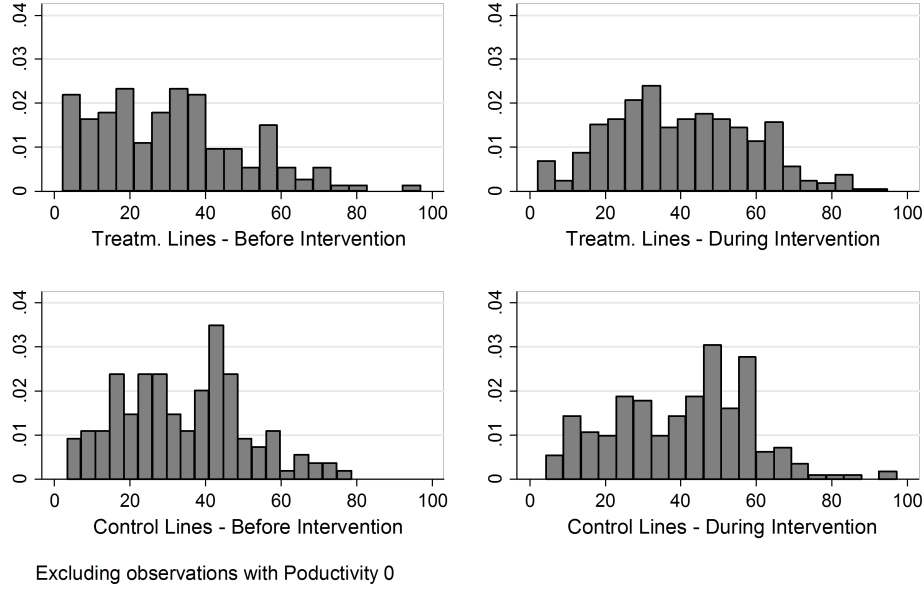 .04 .04
.03 .03
.02 .02
.01 .01
0 0
0 20 40 60 80 100 0 20 40 60 80 100
Treatm. Lines - Before Intervention Treatm. Lines - During Intervention
.04 .04
.03 .03
.02 .02
.01 .01
0 0
0 20 40 60 80 100 0 20 40 60 80 100
Control Lines - Before Intervention Control Lines - During Intervention
Excluding observations with Poductivity 0